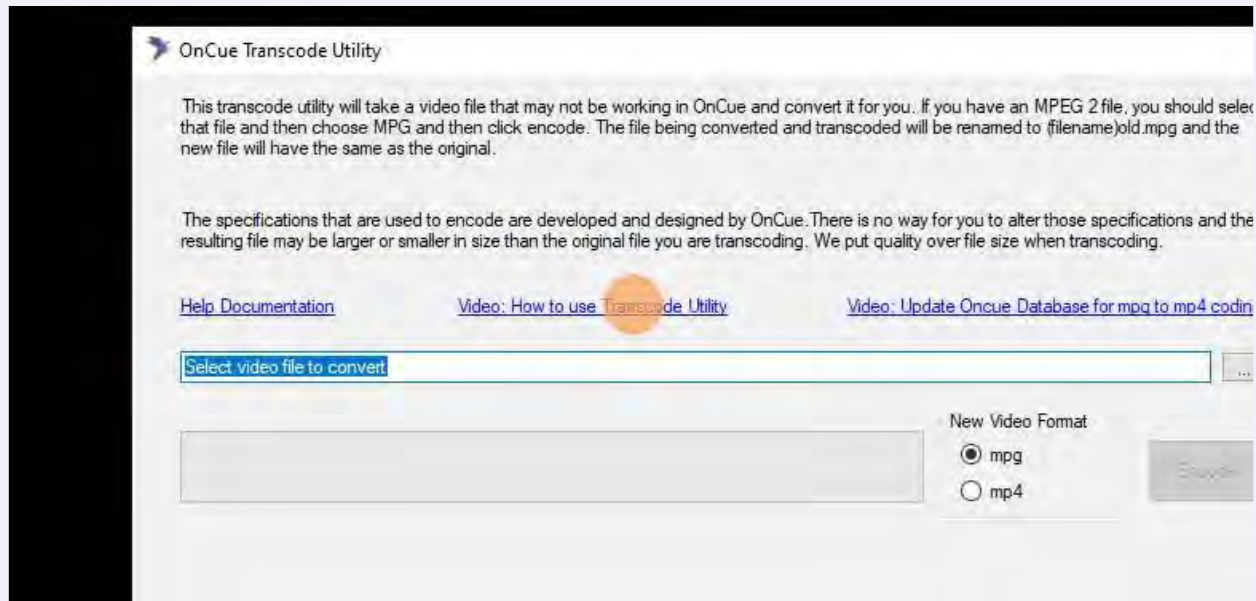 OnCue Transcode Utility
This transcode utility will take a video file that may not be working in OnCue and convert it for you. If you have an MPEG 2 file, you should selec
that file and then choose MPG and then click encode. The file being converted and transcoded will be renamed to (filename)old.mpg and the
new file will have the same as the original.
The specifications that are used to encode are developed and designed by OnCue. There is no way for you to alter those specifications and the
resulting file may be larger or smaller in size than the original file you are transcoding. We put quality over file size when transcoding.
Help Documentation Video: How to use Transcode Utility Video: Update Oncue Database for mpg to mp4 codin
Select video file to convert ...
New Video Format
mpg
mp4